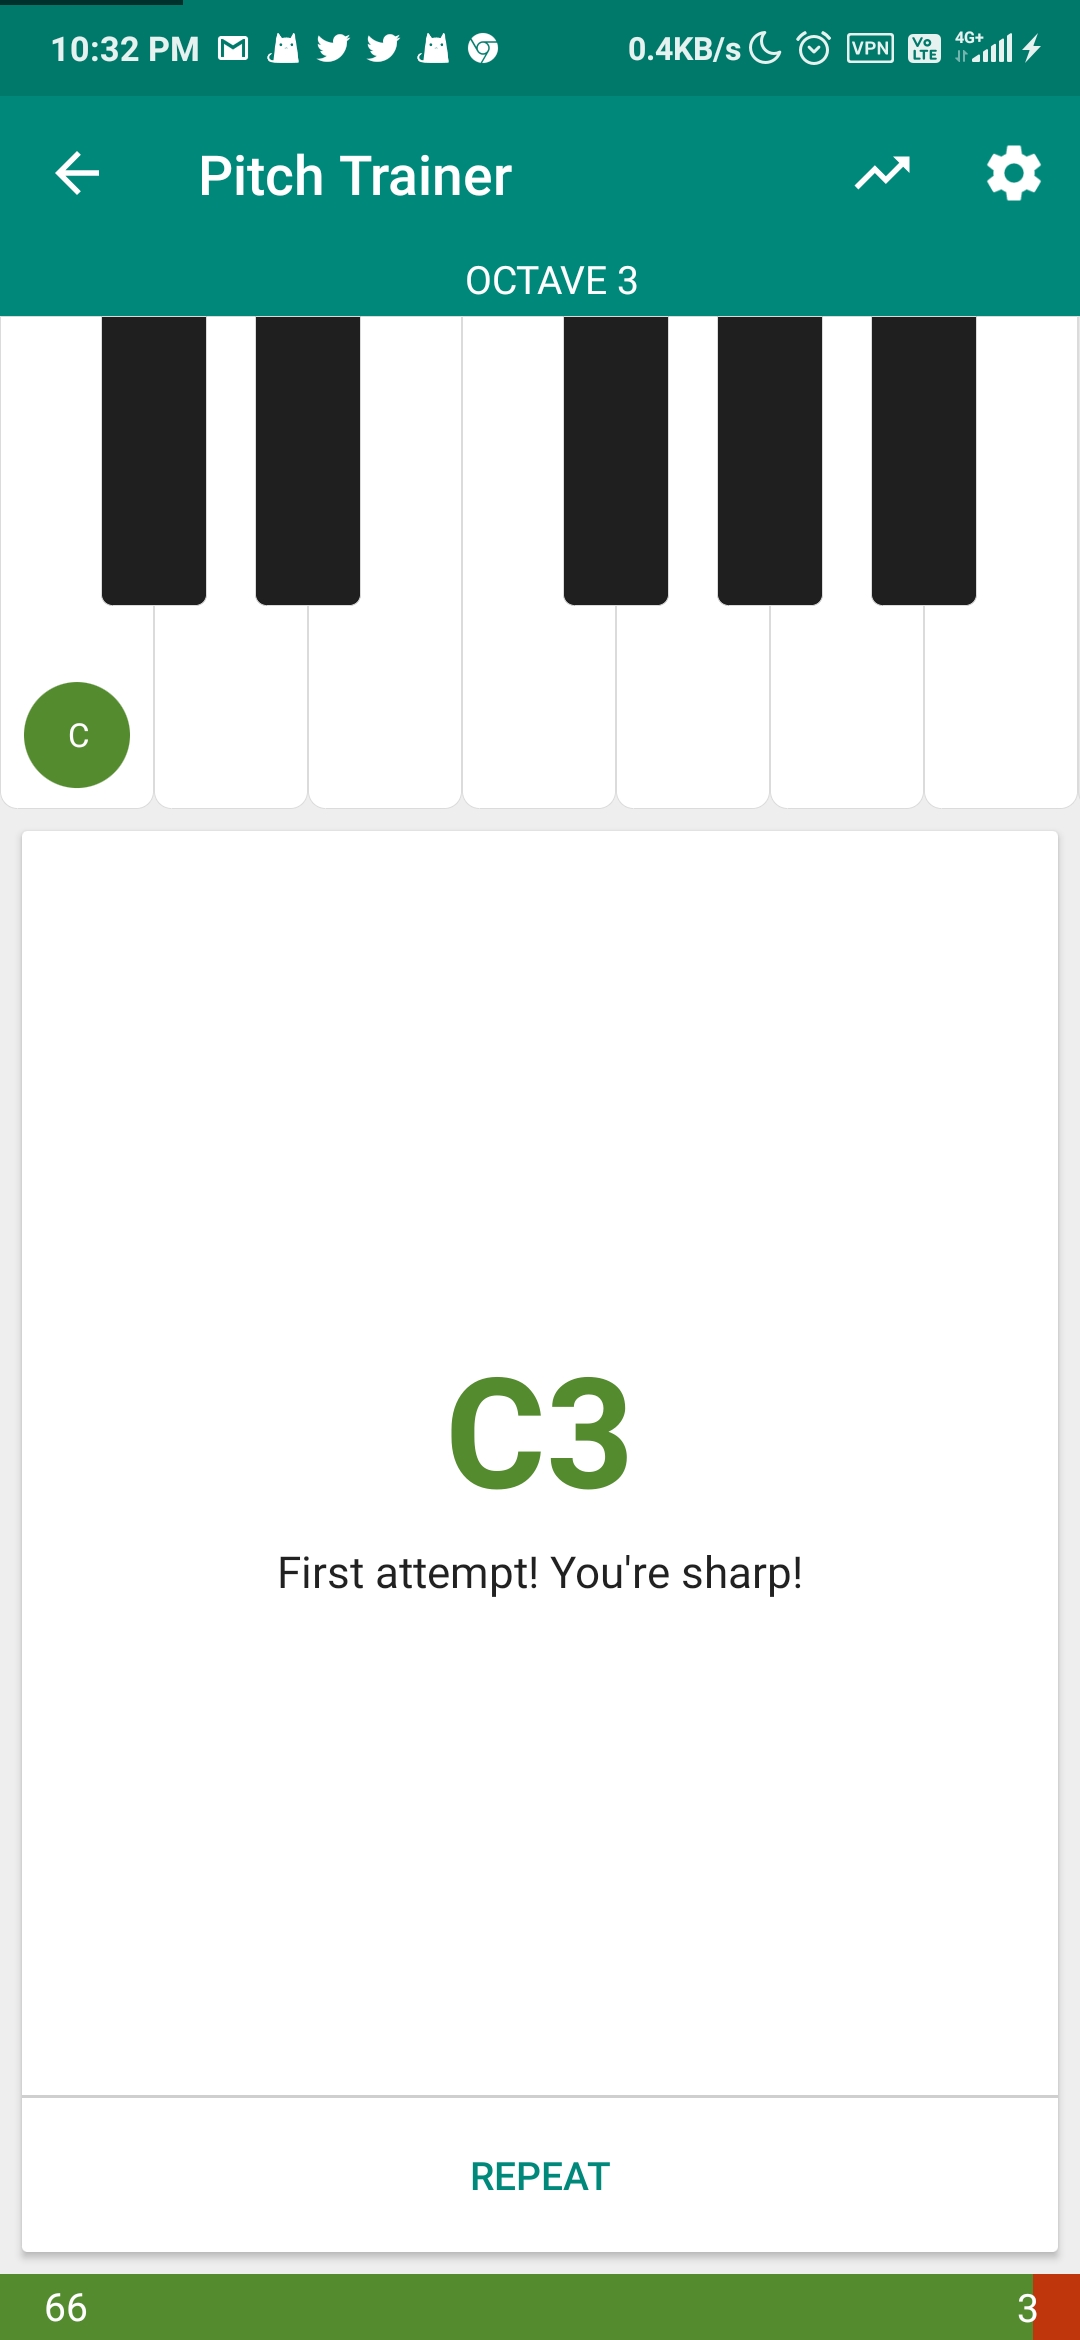 10:32 PM 0.4KB/s VPN Vo LTE 4G+
Pitch Trainer
OCTAVE 3
C
C3
First attempt! You're sharp!
REPEAT
66 3